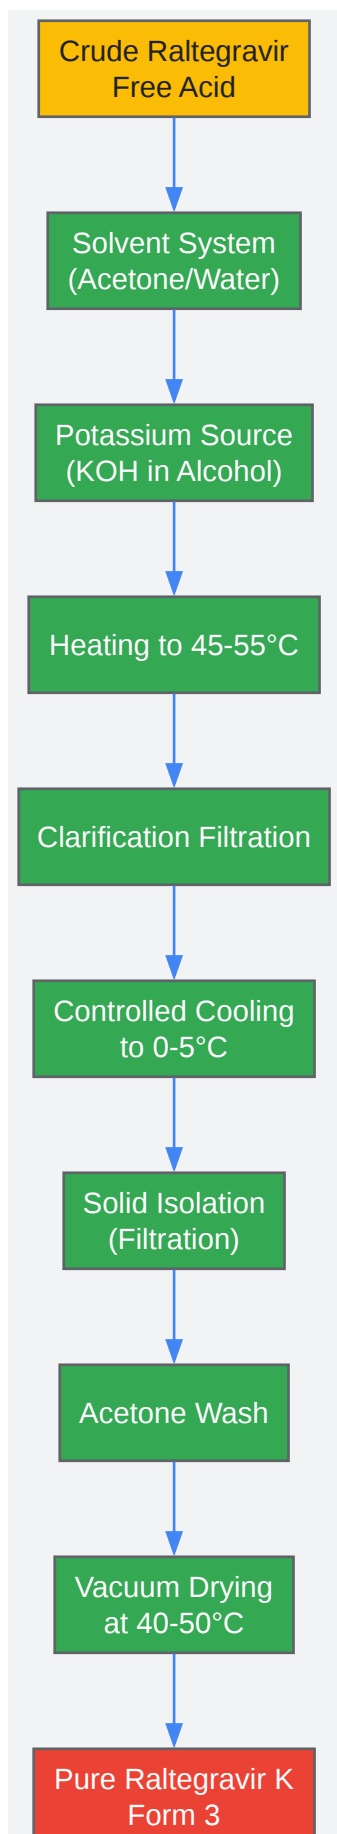 Crude Raltegravir
Free Acid
Solvent System
(Acetone/Water)
Potassium Source
(KOH in Alcohol)
Heating to 45-55°C
Clarification Filtration
Controlled Cooling
to 0-5°C
Solid Isolation
(Filtration)
Acetone Wash
Vacuum Drying
at 40-50°C
Pure Raltegravir K
Form 3